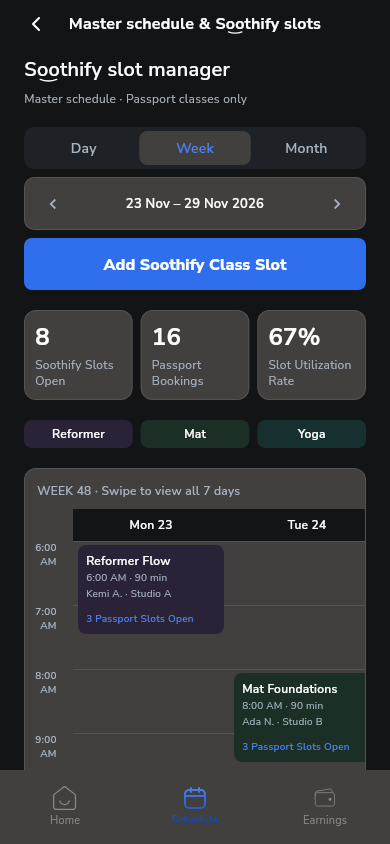 Master schedule & Soothify slots
Soothify slot manager
Master schedule · Passport classes only
Day
Week
Month
23 Nov – 29 Nov 2026
Add Soothify Class Slot
8
Soothify Slots
Open
16
Passport
Bookings
67%
Slot Utilization
Rate
Reformer
Mat
Yoga
WEEK 48 · Swipe to view all 7 days
Mon 23
Tue 24
6:00
AM
Reformer Flow
6:00 AM · 90 min
Kemi A. · Studio A
3 Passport Slots Open
7:00
AM
8:00
AM
Mat Foundations
8:00 AM · 90 min
Ada N. · Studio B
3 Passport Slots Open
9:00
AM
Home
Schedule
Earnings